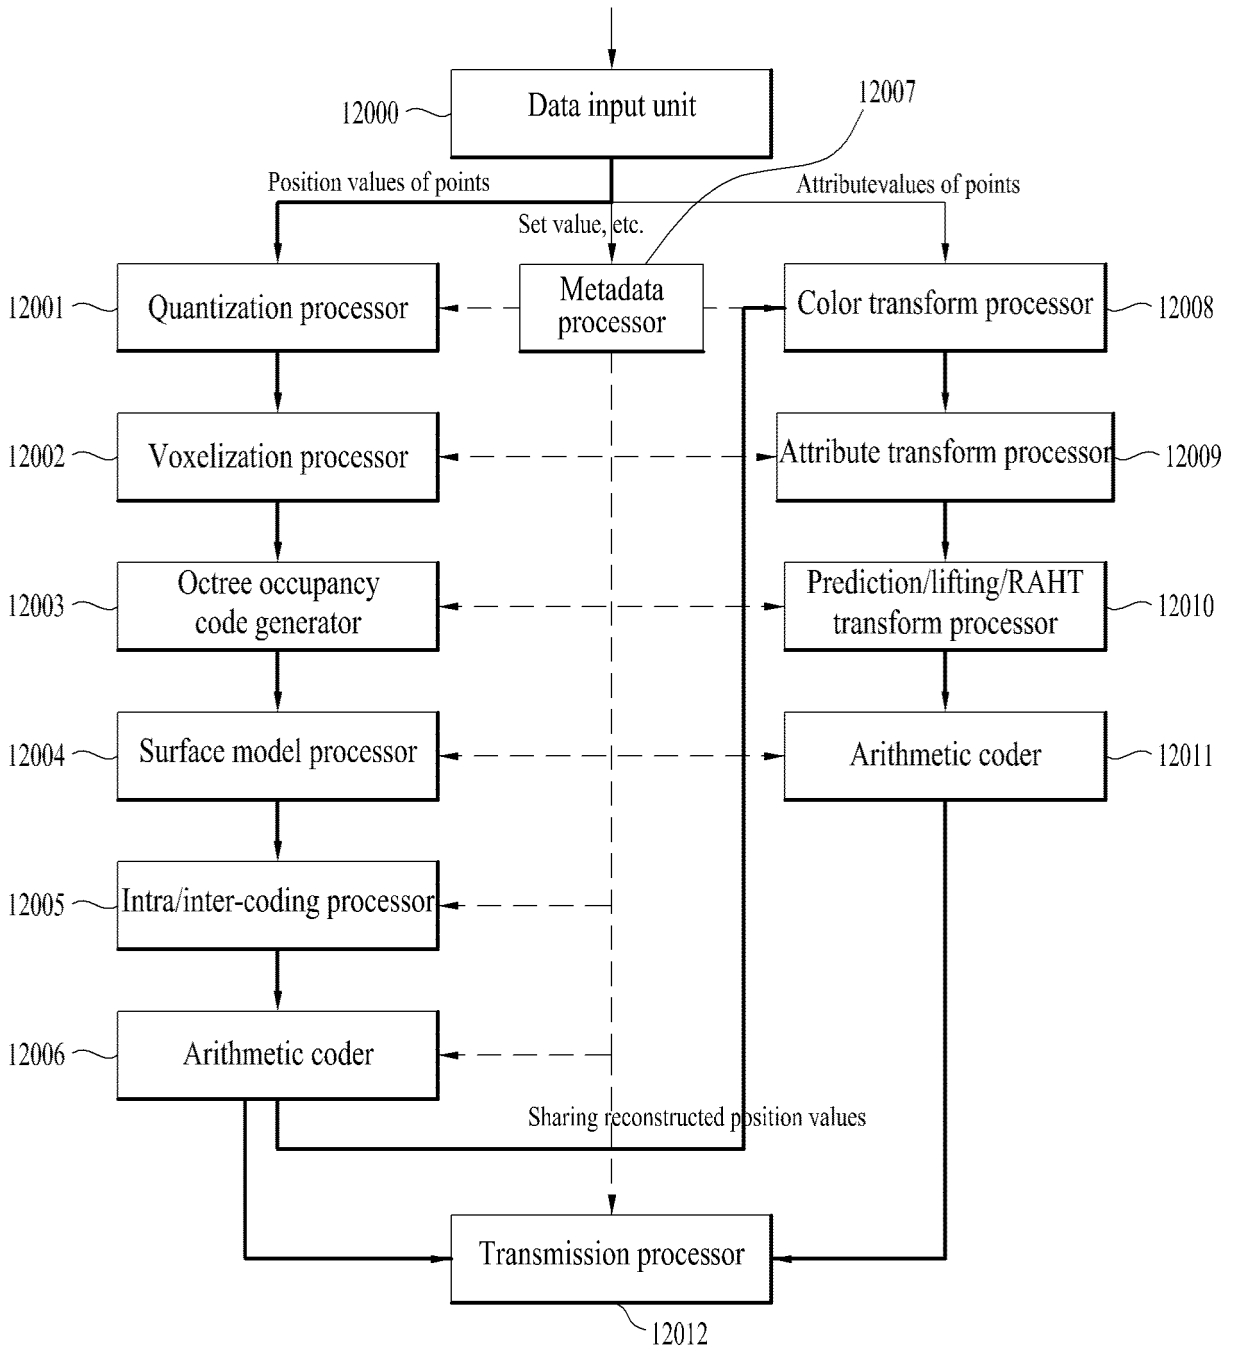 12000
Data input unit
12007
Position values of points
Attributevalues of points
Set value, etc.
12001
Quantization processor
Metadata
processor
Color transform processor
12008
12002
Voxelization processor
Attribute transform processor
12009
12003
Octree occupancy
code generator
Prediction/lifting/RAHT
transform processor
12010
12004
Surface model processor
Arithmetic coder
12011
12005
Intra/inter-coding processor
12006
Arithmetic coder
Sharing reconstructed position values
Transmission processor
12012